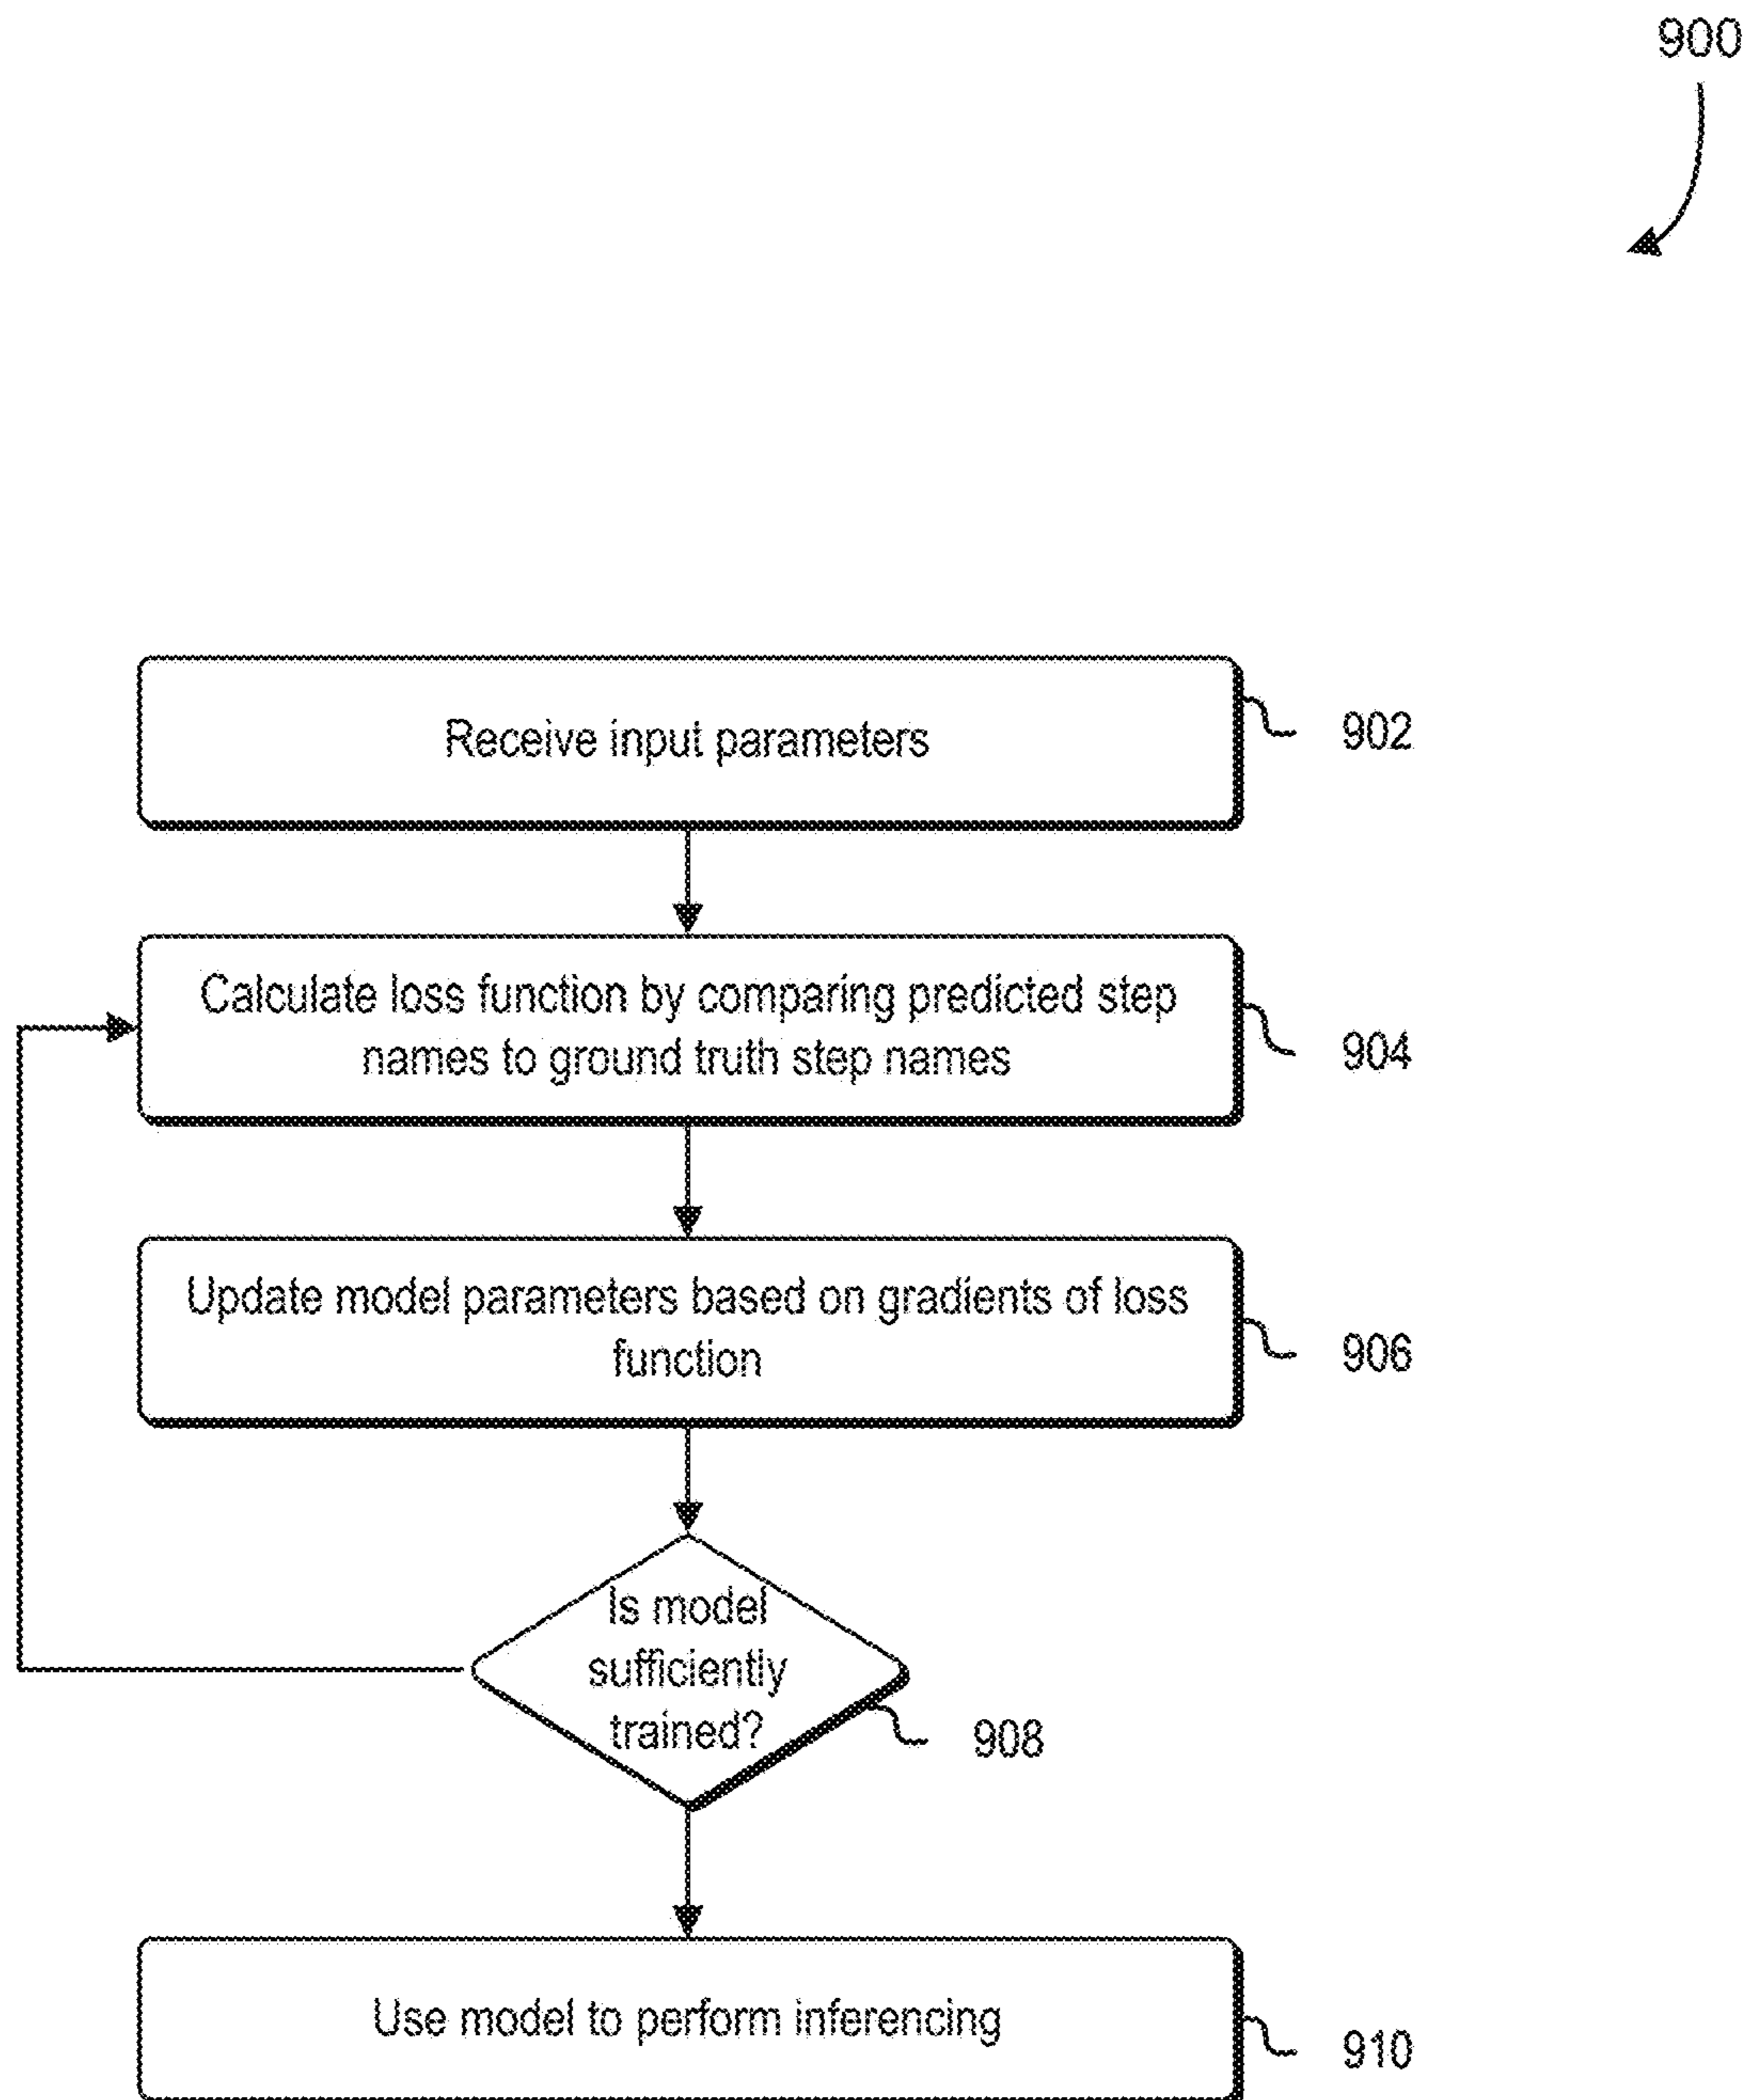 900
Receive input parameters
902
Calculate loss function by comparing predicted step
names to ground truth step names
904
Update model parameters based on gradients of loss
function
906
Is model
sufficiently
trained?
908
Use model to perform inferencing
910